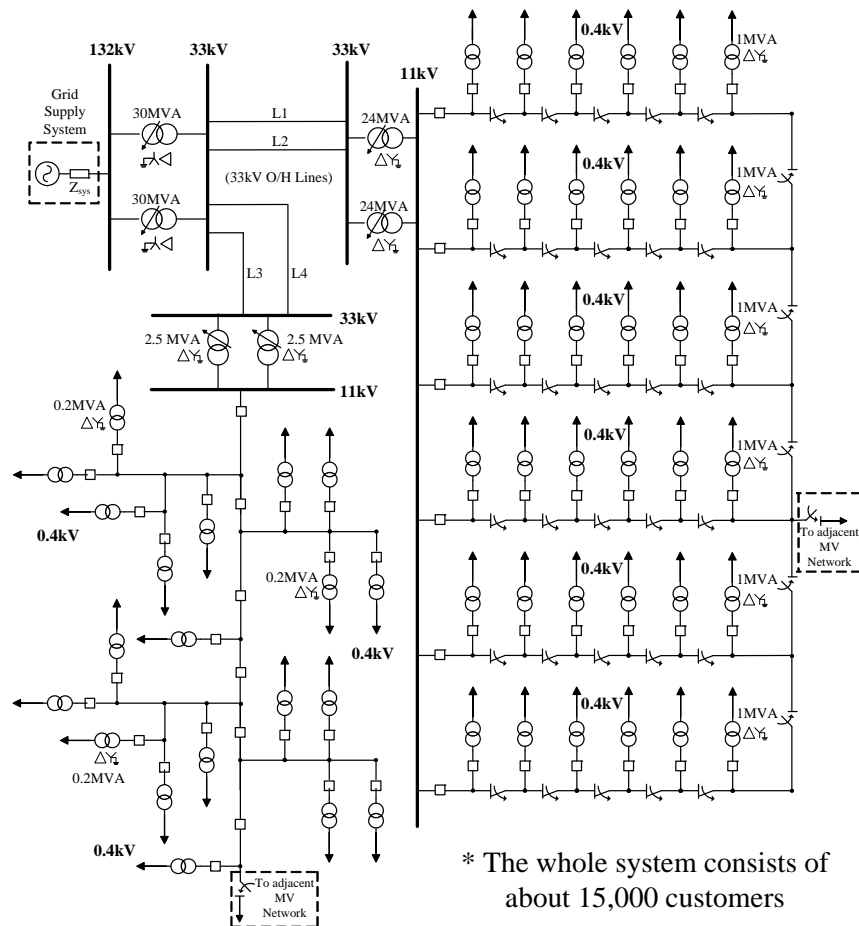 132kV
33kV
33kV
11kV
0.4kV
1MVA
Grid
Supply
System
Zsys
30MVA
L1
L2
(33kV O/H Lines)
24MVA
30MVA
24MVA
L3
L4
0.4kV
1MVA
33kV
2.5 MVA
2.5 MVA
11kV
0.4kV
1MVA
0.2MVA
0.4kV
1MVA
0.4kV
0.2MVA
0.4kV
To adjacent
MV
Network
0.4kV
1MVA
0.2MVA
0.4kV
1MVA
0.4kV
To adjacent
MV
Network
* The whole system consists of
about 15,000 customers